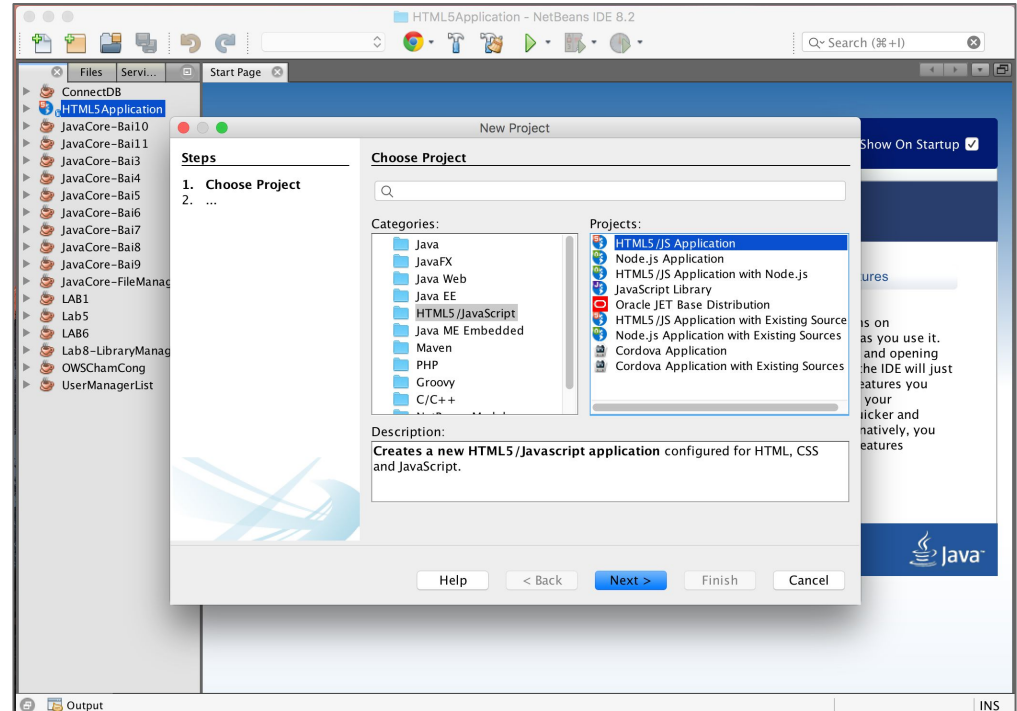 HTML5Application - NetBeans IDE 8.2
Search (⌘+I)
Files
Servi...
Start Page
ConnectDB
HTML5Application
JavaCore-Bai10
JavaCore-Bai11
JavaCore-Bai3
JavaCore-Bai4
JavaCore-Bai5
JavaCore-Bai6
JavaCore-Bai7
JavaCore-Bai8
JavaCore-Bai9
JavaCore-FileManag
LAB1
Lab5
LAB6
Lab8-LibraryManag
OWSChamCong
UserManagerList
New Project
Steps
1. Choose Project
2. ...
Choose Project
Categories:
Java
JavaFX
Java Web
Java EE
HTML5/JavaScript
Java ME Embedded
Maven
PHP
Groovy
C/C++
Projects:
HTML5/JS Application
Node.js Application
HTML5/JS Application with Node.js
JavaScript Library
Oracle JET Base Distribution
HTML5/JS Application with Existing Source
Node.js Application with Existing Sources
Cordova Application
Cordova Application with Existing Sources
Description:
Creates a new HTML5/Javascript application configured for HTML, CSS
and JavaScript.
Help
< Back
Next >
Finish
Cancel
Show On Startup
ures
ns on
as you use it.
and opening
he IDE will just
eatures you
your
uicker and
natively, you
eatures
Java
Output
INS